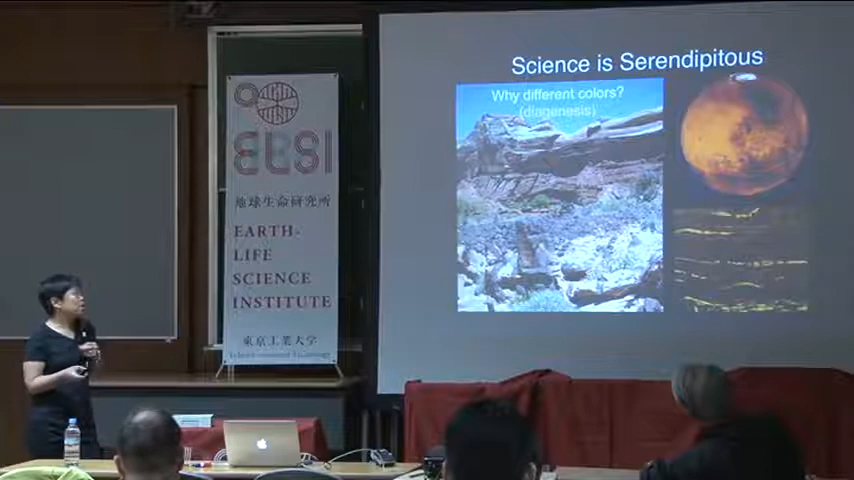 ELSI
地球生命研究所
EARTH-
LIFE
SCIENCE
INSTITUTE
東京工業大学
Science is Serendipitous
Why different colors?
(diagenesis)